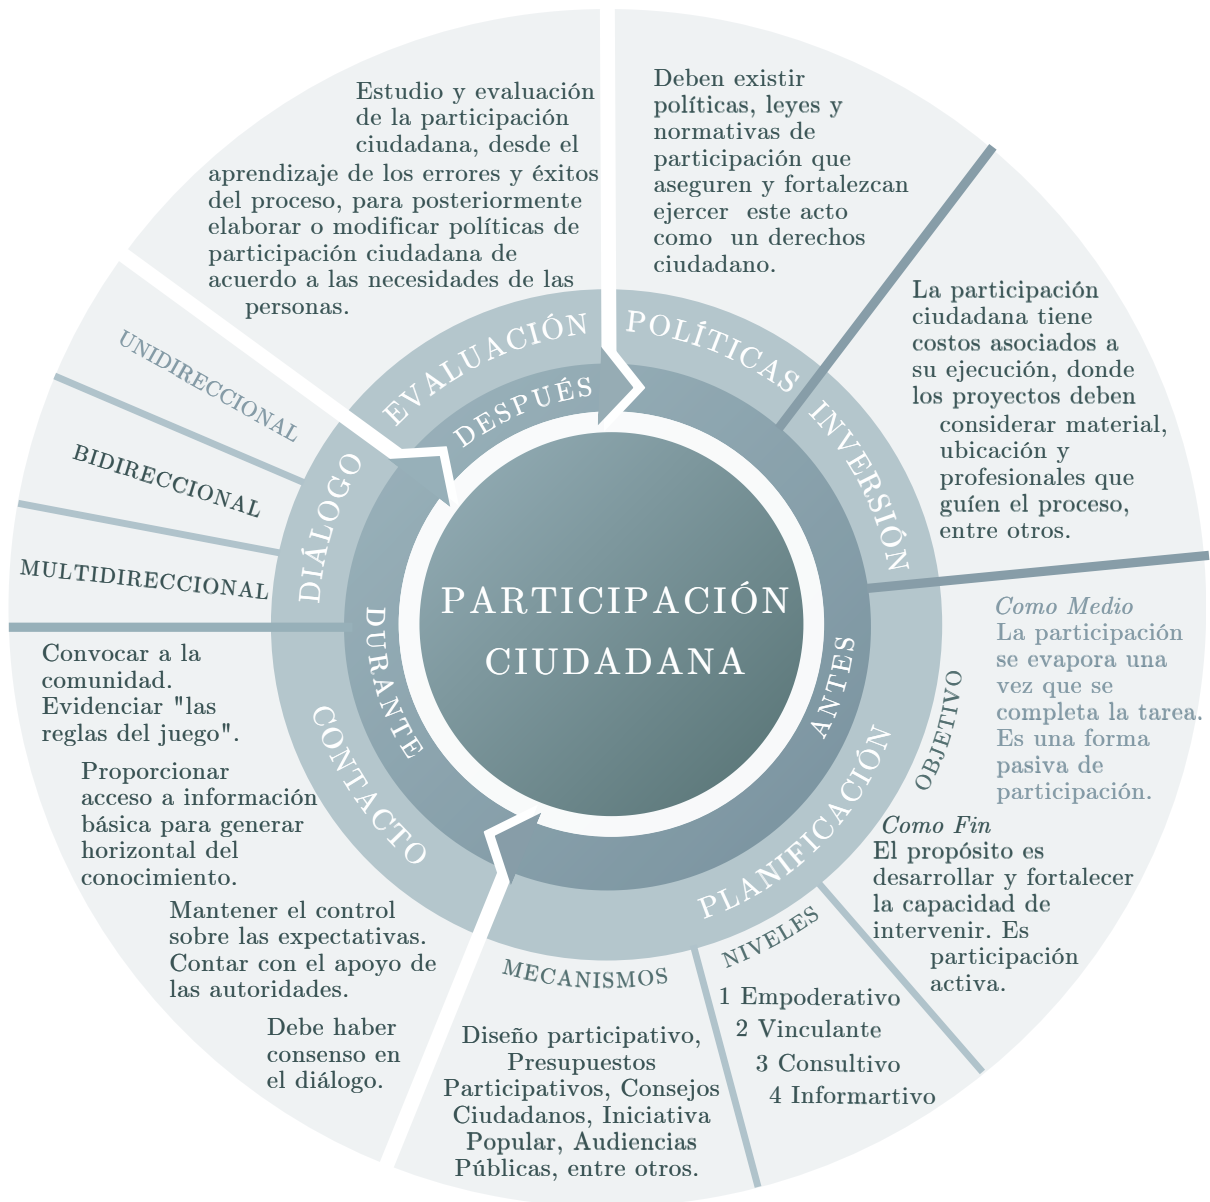 PARTICIPACIÓN
CIUDADANA
ANTES
DURANTE
DESPUÉS
POLÍTICAS
Deben existir
políticas, leyes y
normativas de
participación que
aseguren y fortalezcan
ejercer este acto
como un derechos
ciudadano.
INVERSIÓN
La participación
ciudadana tiene
costos asociados a
su ejecución, donde
los proyectos deben
considerar material,
ubicación y
profesionales que
guíen el proceso,
entre otros.
PLANIFICACIÓN
OBJETIVO
Como Medio
La participación
se evapora una
vez que se
completa la tarea.
Es una forma
pasiva de
participación.
Como Fin
El propósito es
desarrollar y fortalecer
la capacidad de
intervenir. Es
participación
activa.
NIVELES
1 Empoderativo
2 Vinculante
3 Consultivo
4 Informartivo
MECANISMOS
Diseño participativo,
Presupuestos
Participativos, Consejos
Ciudadanos, Iniciativa
Popular, Audiencias
Públicas, entre otros.
CONTACTO
Convocar a la
comunidad.
Evidenciar "las
reglas del juego".
Proporcionar
acceso a información
básica para generar
horizontal del
conocimiento.
Mantener el control
sobre las expectativas.
Contar con el apoyo de
las autoridades.
Debe haber
consenso en
el diálogo.
DIÁLOGO
MULTIDIRECCIONAL
BIDIRECCIONAL
UNIDIRECCIONAL
EVALUACIÓN
Estudio y evaluación
de la participación
ciudadana, desde el
aprendizaje de los errores y éxitos
del proceso, para posteriormente
elaborar o modificar políticas de
participación ciudadana de
acuerdo a las necesidades de las
personas.